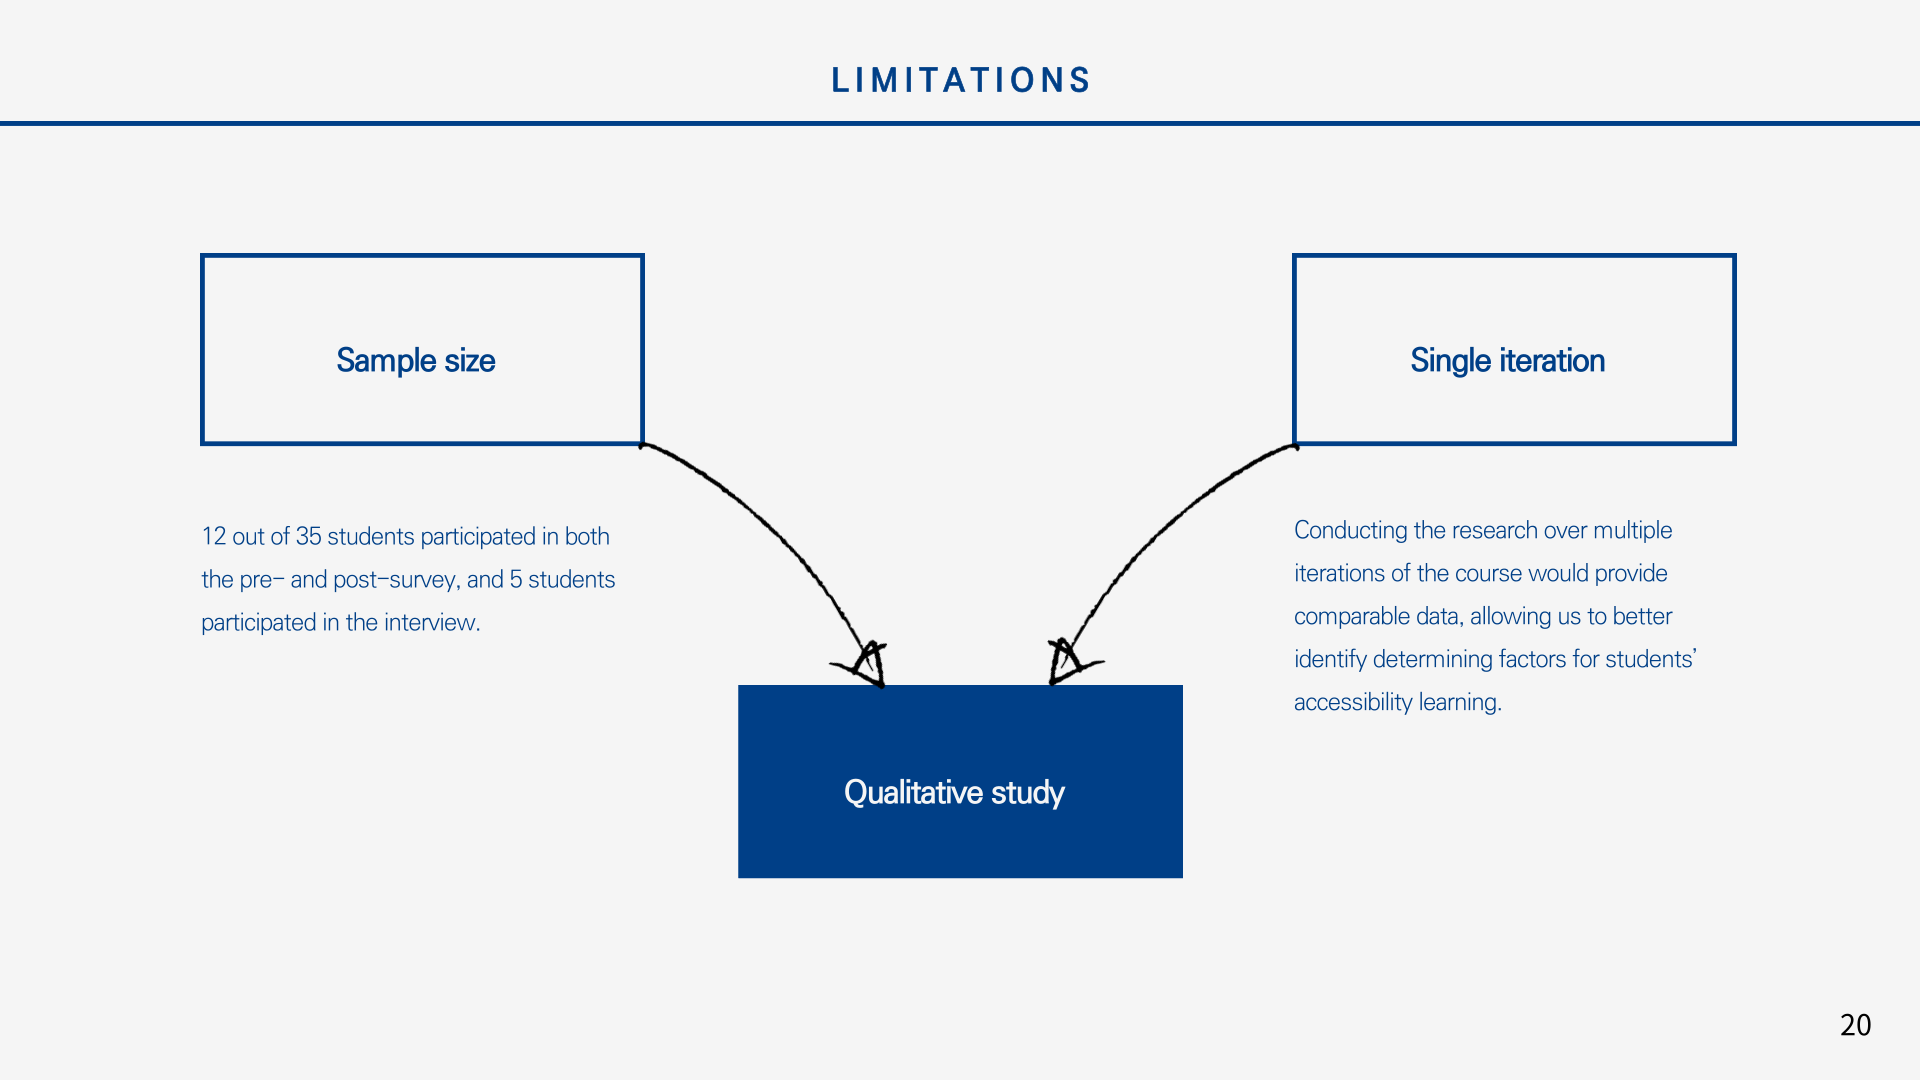 LIMITATIONS
Sample size
12 out of 35 students participated in both
the pre- and post-survey, and 5 students
participated in the interview.
Single iteration
Conducting the research over multiple
iterations of the course would provide
comparable data, allowing us to better
identify determining factors for students’
accessibility learning.
Qualitative study
20